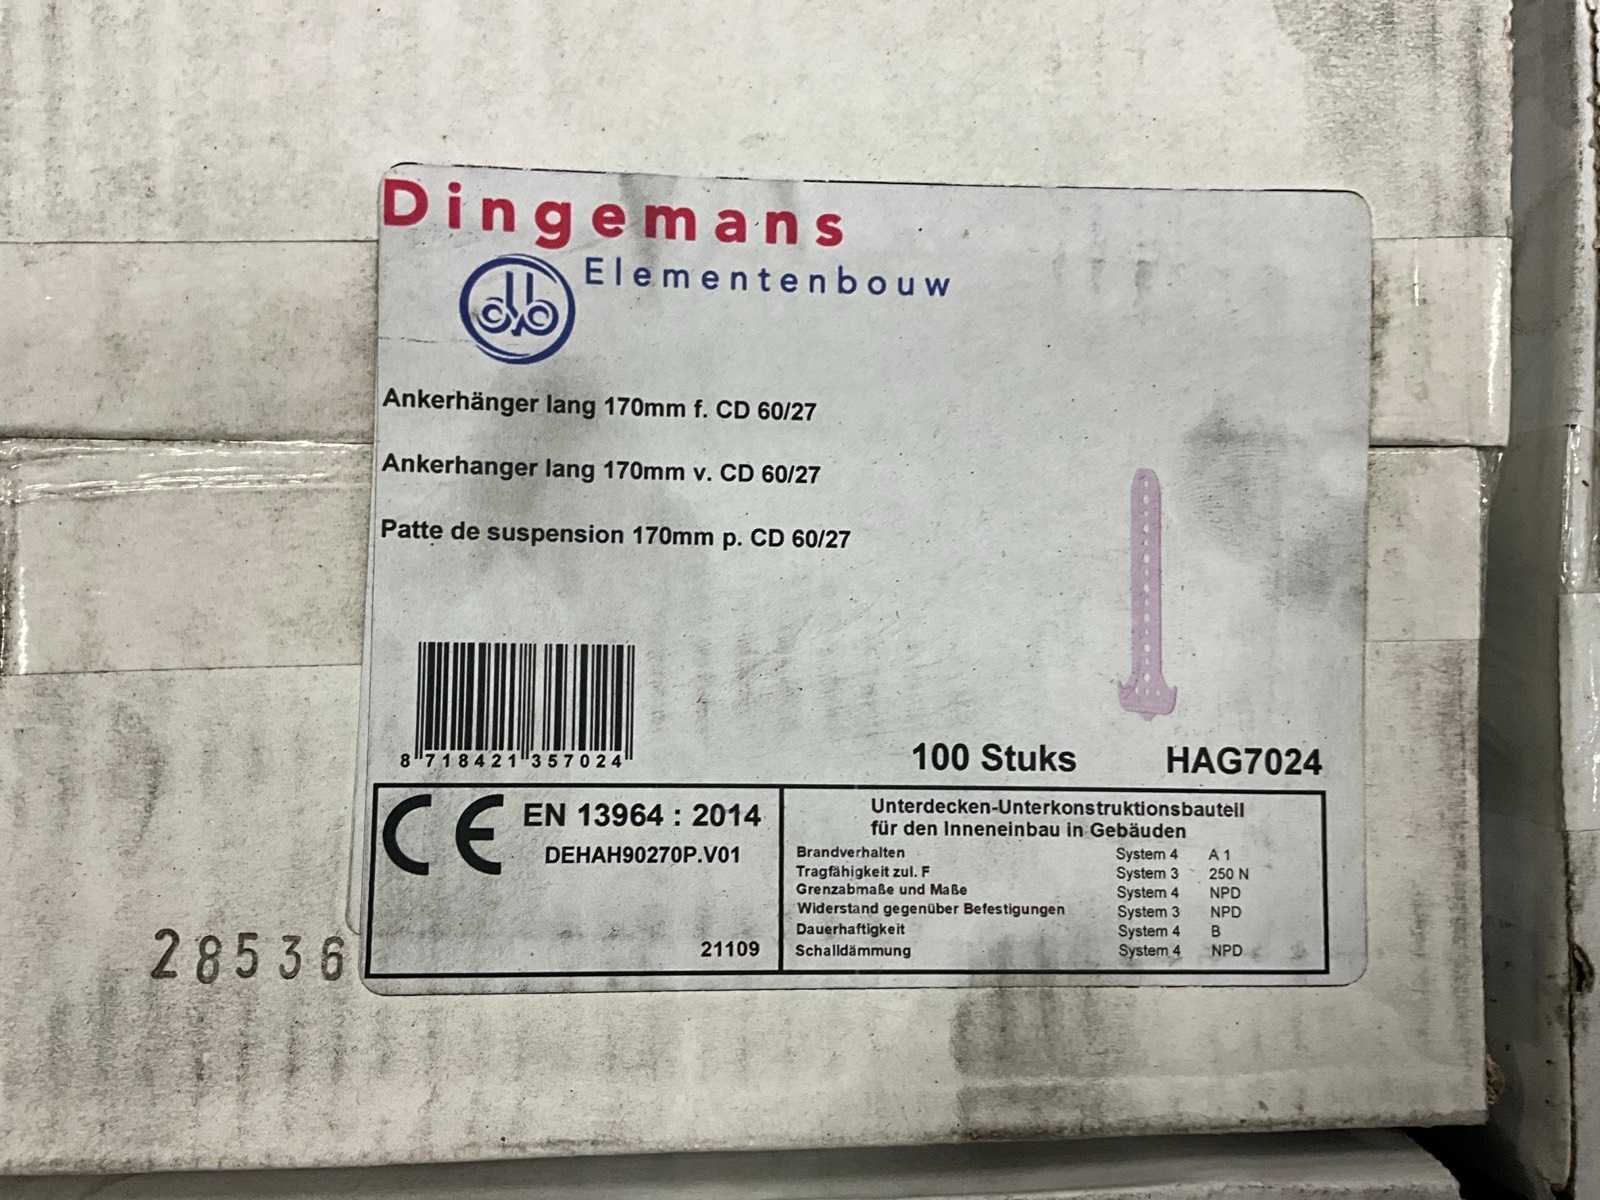 Dingemans
Elementenbouw
Ankerhänger lang 170mm f. CD 60/27
Ankerhanger lang 170mm v. CD 60/27
Patte de suspension 170mm p. CD 60/27
8 718421 357024
100 Stuks HAG7024
CE EN 13964 : 2014
DEHAH90270P.V01
21109
Unterdecken-Unterkonstruktionsbauteil
für den Inneneinbau in Gebäuden
Brandverhalten System 4 A 1
Tragfähigkeit zul. F System 3 250 N
Grenzabmaße und Maße System 4 NPD
Widerstand gegenüber Befestigungen System 3 NPD
Dauerhaftigkeit System 4 B
Schalldämmung System 4 NPD
28536